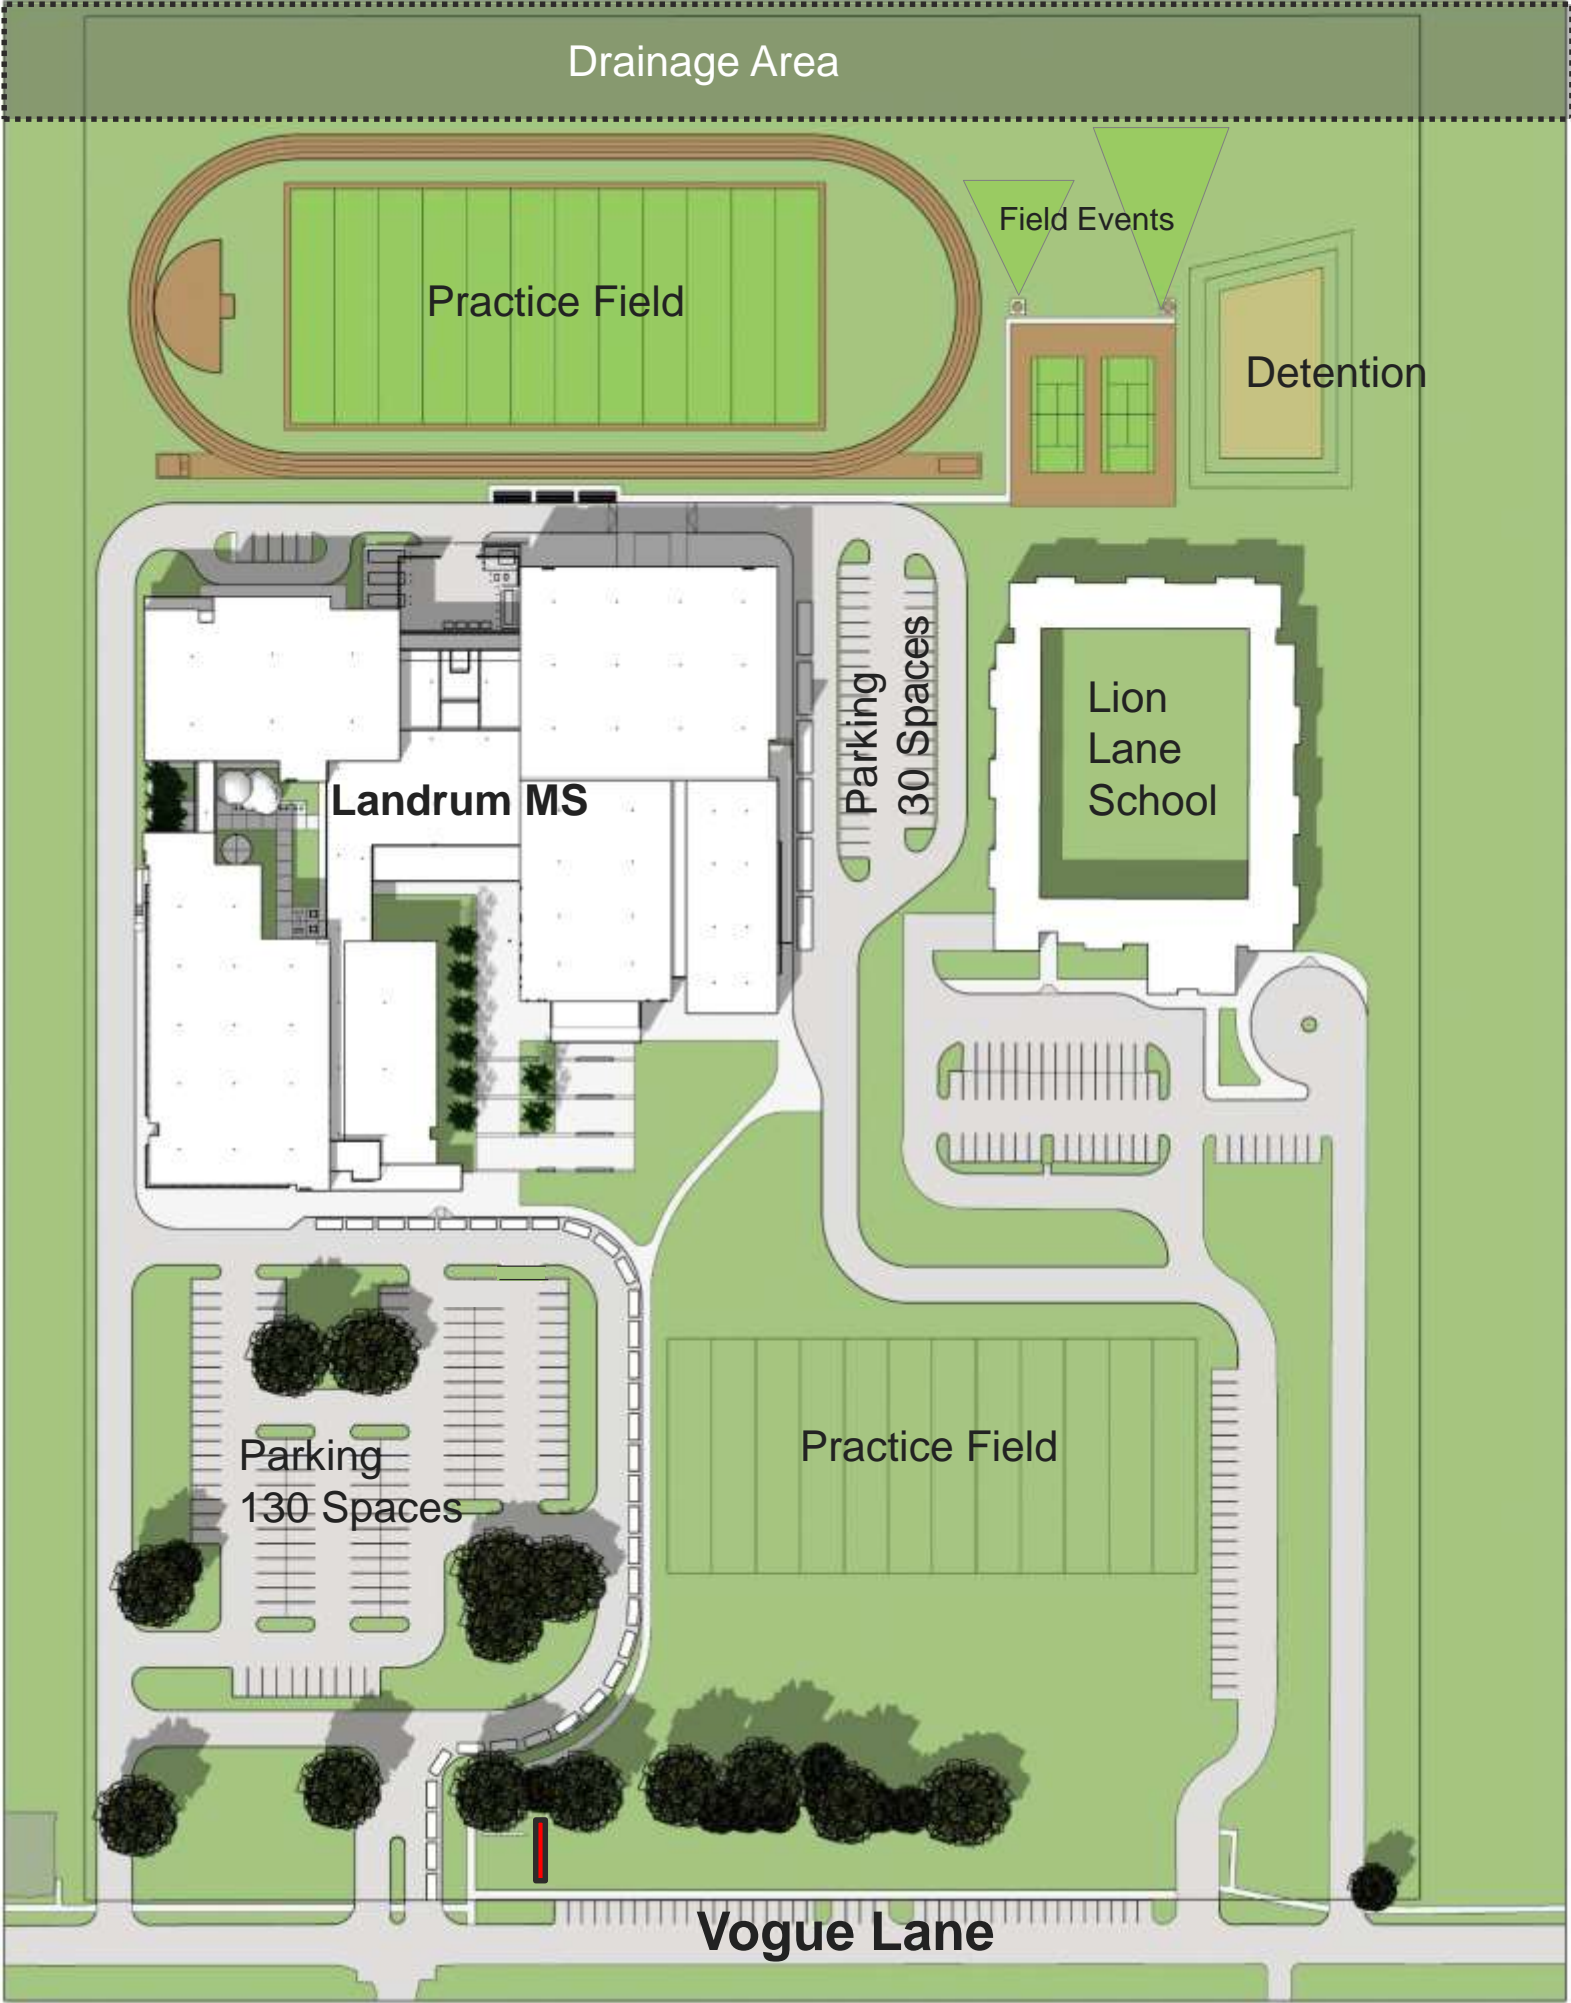 Drainage Area
Field Events
Practice Field
Detention
Parking
30 Spaces
Lion
Lane
School
Landrum MS
Practice Field
Parking
130 Spaces
Vogue Lane